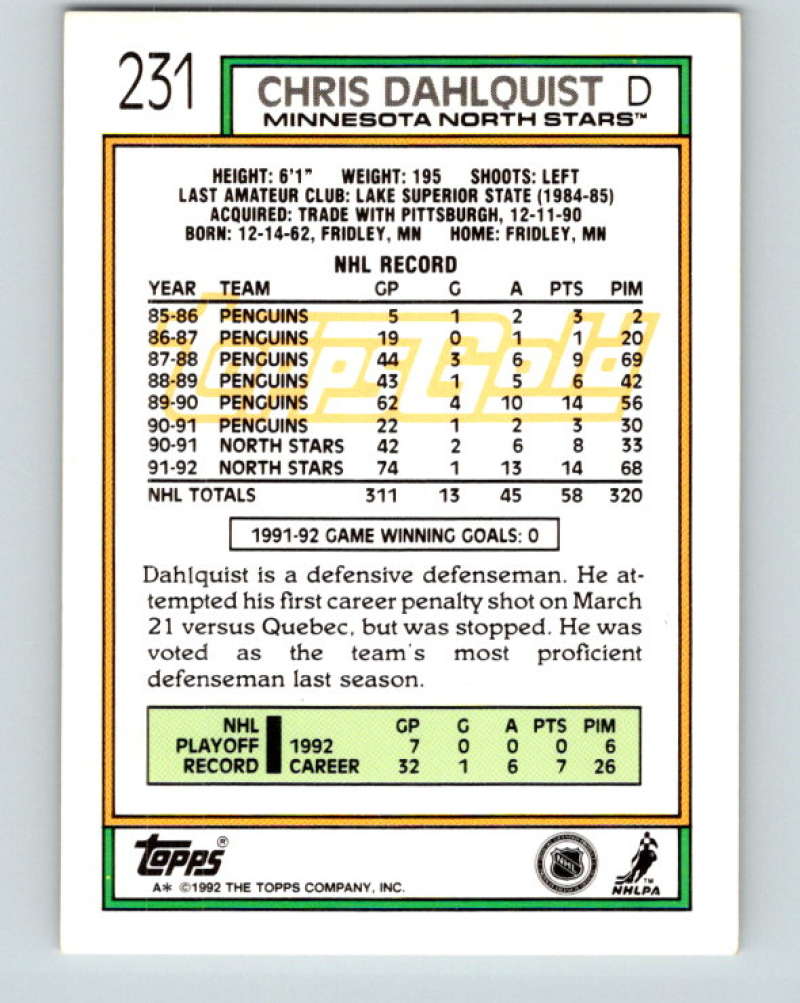 231
CHRIS DAHLQUIST D
MINNESOTA NORTH STARS™
HEIGHT: 6'1" WEIGHT: 195 SHOOTS: LEFT
LAST AMATEUR CLUB: LAKE SUPERIOR STATE (1984-85)
ACQUIRED: TRADE WITH PITTSBURGH, 12-11-90
BORN: 12-14-62, FRIDLEY, MN HOME: FRIDLEY, MN
NHL RECORD
YEAR TEAM GP G A PTS PIM
85-86 PENGUINS 5 1 2 3 2
86-87 PENGUINS 19 0 1 1 20
87-88 PENGUINS 44 3 6 9 69
88-89 PENGUINS 43 1 5 6 42
89-90 PENGUINS 62 4 10 14 56
90-91 PENGUINS 22 1 2 3 30
90-91 NORTH STARS 42 2 6 8 33
91-92 NORTH STARS 74 1 13 14 68
NHL TOTALS 311 13 45 58 320
ToppsGold
1991-92 GAME WINNING GOALS: 0
Dahlquist is a defensive defenseman. He at-
tempted his first career penalty shot on March
21 versus Quebec, but was stopped. He was
voted as the team's most proficient
defenseman last season.
NHL GP G A PTS PIM
PLAYOFF 1992 7 0 0 0 6
RECORD CAREER 32 1 6 7 26
TOPPS®
A* ©1992 THE TOPPS COMPANY, INC.
NHL
™
NHLPA